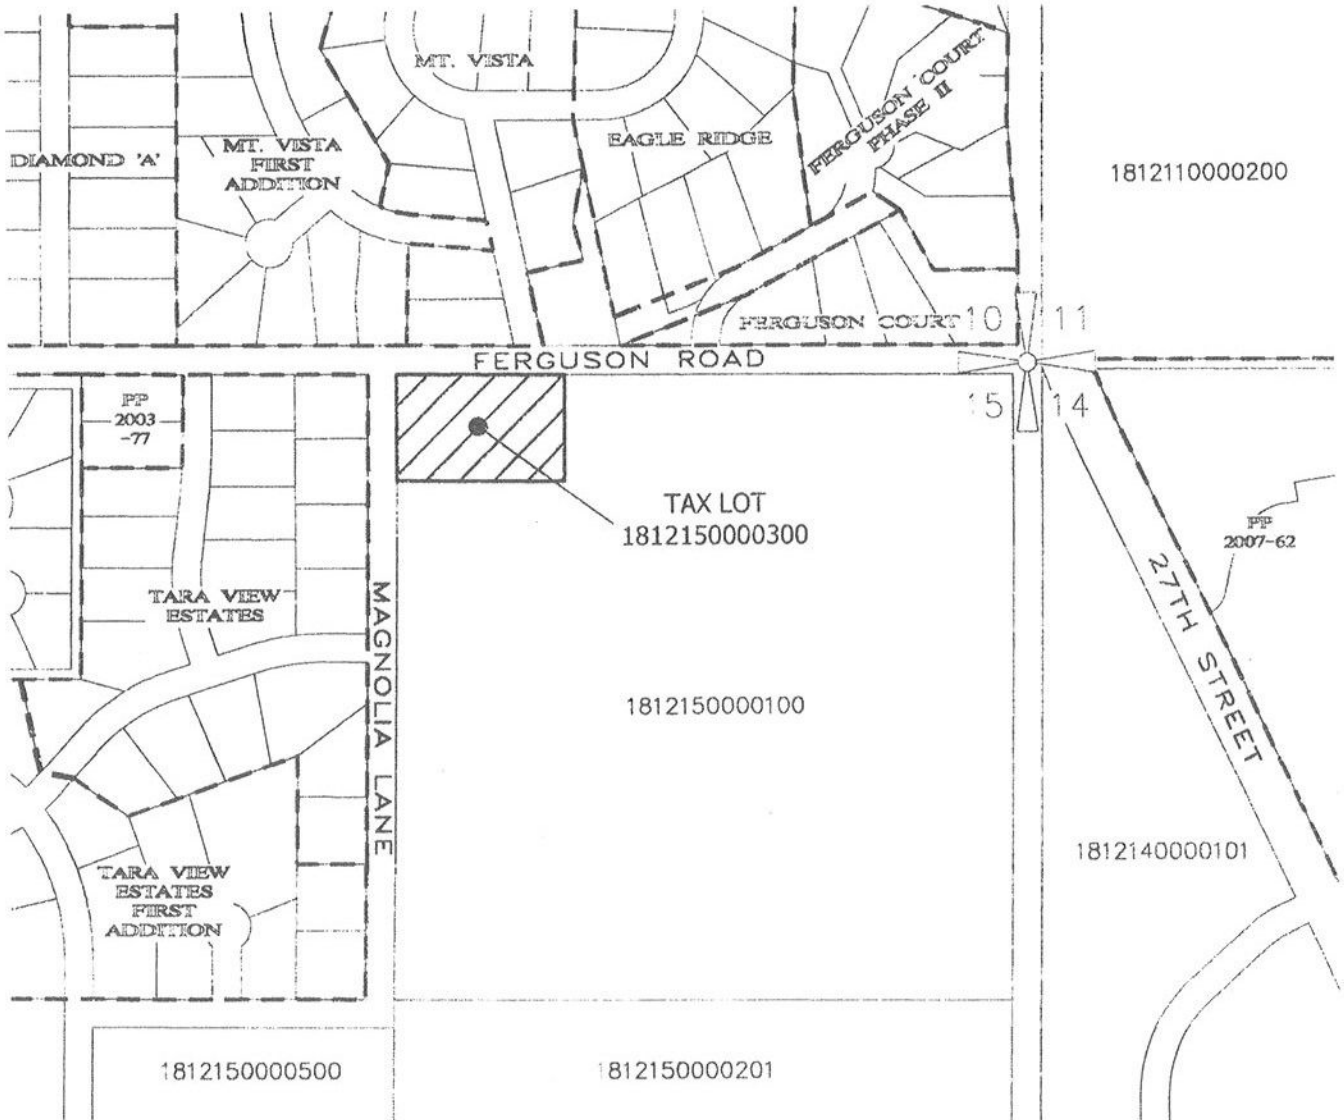 MT. VISTA
FERGUSON COURT
PHASE II
EAGLE RIDGE
MT. VISTA
FIRST
ADDITION
DIAMOND 'A'
1812110000200
FERGUSON COURT
10
11
FERGUSON ROAD
15
14
PP
2003
-77
TAX LOT
1812150000300
PP
2007-62
27TH STREET
TARA VIEW
ESTATES
MAGNOLIA LANE
1812150000100
1812140000101
TARA VIEW
ESTATES
FIRST
ADDITION
1812150000500
1812150000201